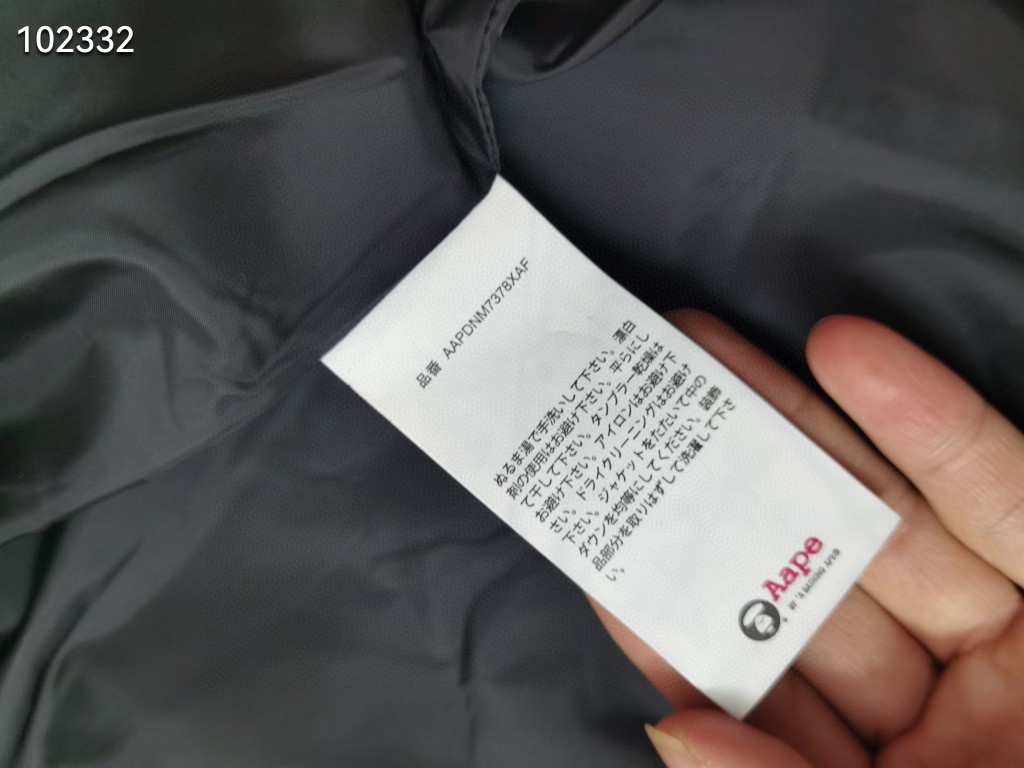 102332
品番 AAPDNM7378XAF
ぬるま湯で手洗いして下さい。 漂白
剤の使用はお避け下さい。平らにし
て干して下さい。タンブラー乾燥は
お避け下さい。アイロンはお避け下
さい。ドライクリーニングはお避け
下さい。ジャケットをたたいて中の
ダウンを均等にしてください。装飾
品部分を取りはずして洗濯して下さ
い。
Aape
BY *A BATHING APE®